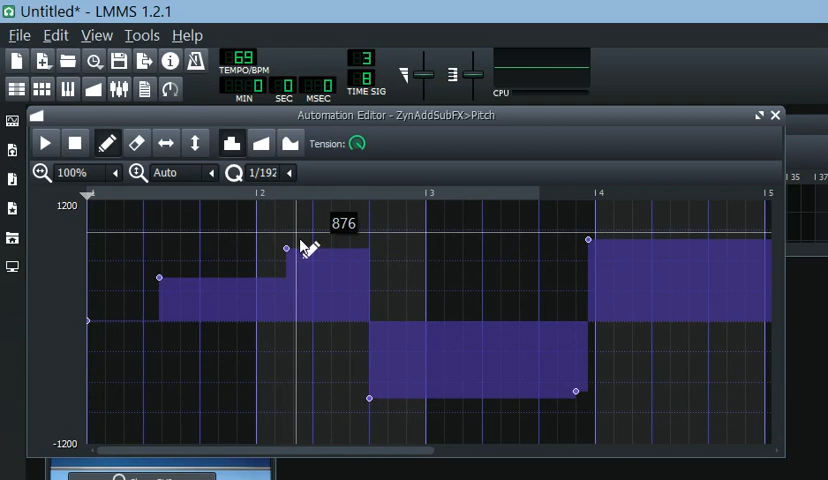 Untitled* - LMMS 1.2.1
File Edit View Tools Help
69
TEMPO/BPM
3
8
TIME SIG
0 0 0
MIN SEC MSEC
CPU
Automation Editor - ZynAddSubFX>Pitch
Tension:
100% Auto 1/192
2 3 4 5
35 37
1200
876
-1200